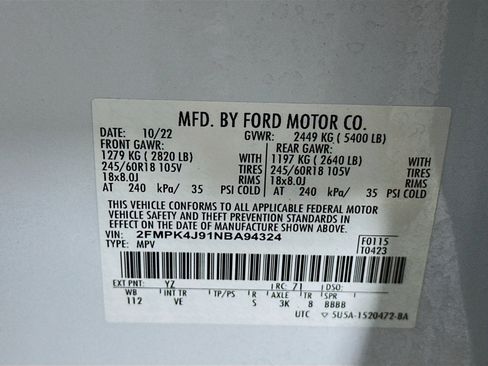 MFD. BY FORD MOTOR CO.
DATE: 10/22 GVWR: 2449 KG ( 5400 LB)
FRONT GAWR: REAR GAWR:
1279 KG ( 2820 LB) WITH 1197 KG ( 2640 LB) WITH
245/60R18 105V TIRES 245/60R18 105V TIRES
18x8.0J RIMS 18x8.0J RIMS
AT 240 kPa/ 35 PSI COLD AT 240 kPa/ 35 PSI COLD
THIS VEHICLE CONFORMS TO ALL APPLICABLE FEDERAL MOTOR
VEHICLE SAFETY AND THEFT PREVENTION STANDARDS IN
EFFECT ON THE DATE OF MANUFACTURE SHOWN ABOVE.
VIN: 2FMPK4J91NBA94324 F0115
TYPE: MPV T0423
EXT PNT: YZ RC: 71 DSO:
WB INT TR TP/PS R AXLE TR SPR
112 VE S 3K 8 BBBB
UTC ▽5U5A-1520472-BA